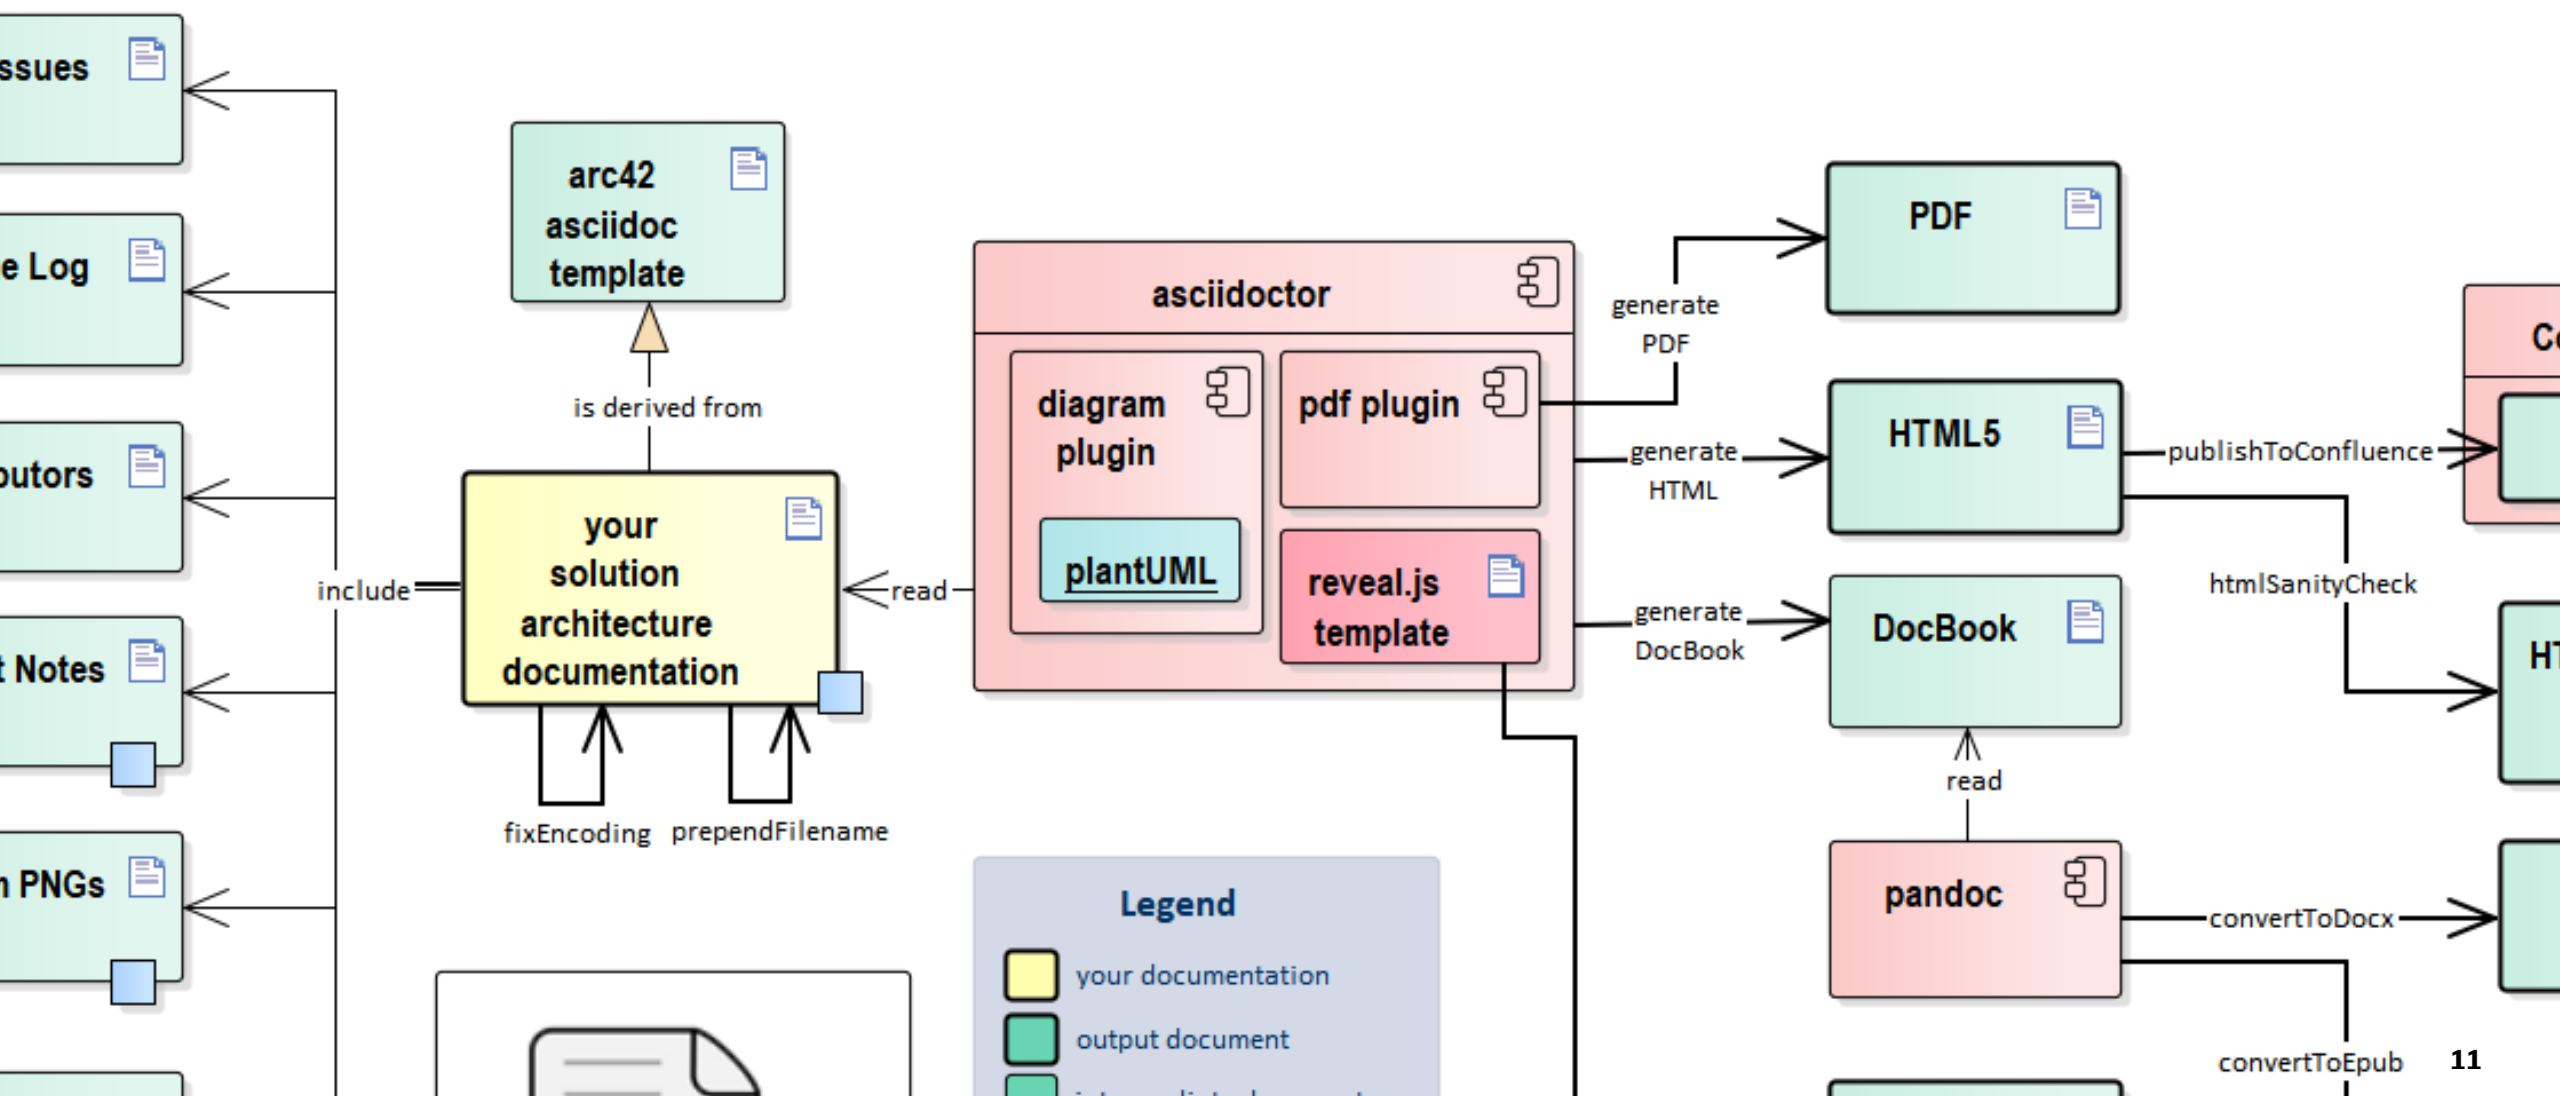 ssues
e Log
butors
t Notes
n PNGs
include
arc42
asciidoc
template
is derived from
your
solution
architecture
documentation
fixEncoding
prependFilename
read
asciidoctor
diagram
plugin
plantUML
pdf plugin
reveal.js
template
generate
PDF
generate
HTML
generate
DocBook
PDF
HTML5
DocBook
read
pandoc
publishToConfluence
htmlSanityCheck
convertToDocx
convertToEpub
HT
Legend
your documentation
output document
11